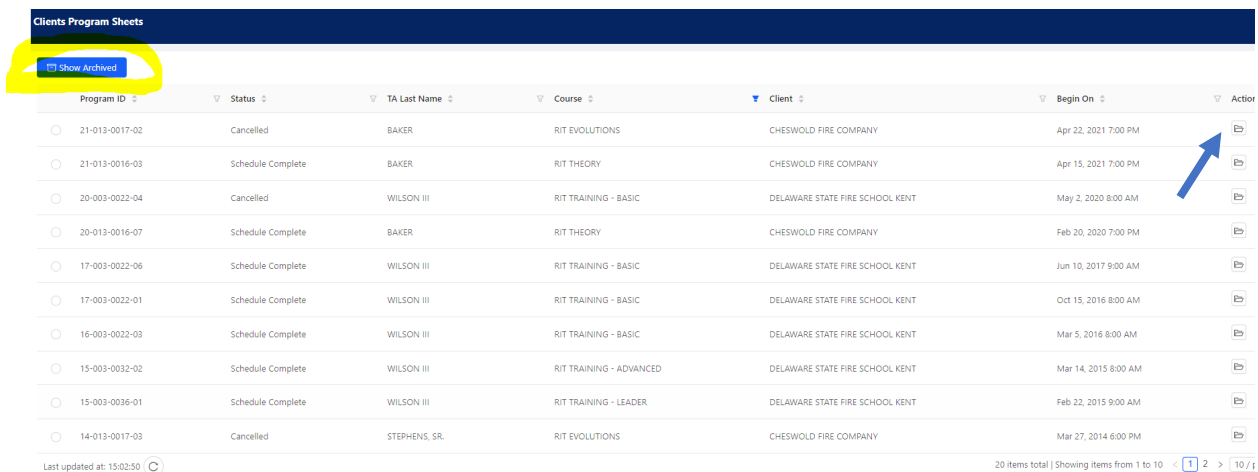 Clients Program Sheets
Show Archived
Program ID Status TA Last Name Course Client Begin On Action
21-013-0017-02 Cancelled BAKER RIT EVOLUTIONS CHESWOLD FIRE COMPANY Apr 22, 2021 7:00 PM
21-013-0016-03 Schedule Complete BAKER RIT THEORY CHESWOLD FIRE COMPANY Apr 15, 2021 7:00 PM
20-003-0022-04 Cancelled WILSON III RIT TRAINING - BASIC DELAWARE STATE FIRE SCHOOL KENT May 2, 2020 8:00 AM
20-013-0016-07 Schedule Complete BAKER RIT THEORY CHESWOLD FIRE COMPANY Feb 20, 2020 7:00 PM
17-003-0022-06 Schedule Complete WILSON III RIT TRAINING - BASIC DELAWARE STATE FIRE SCHOOL KENT Jun 10, 2017 9:00 AM
17-003-0022-01 Schedule Complete WILSON III RIT TRAINING - BASIC DELAWARE STATE FIRE SCHOOL KENT Oct 15, 2016 8:00 AM
16-003-0022-03 Schedule Complete WILSON III RIT TRAINING - BASIC DELAWARE STATE FIRE SCHOOL KENT Mar 5, 2016 8:00 AM
15-003-0032-02 Schedule Complete WILSON III RIT TRAINING - ADVANCED DELAWARE STATE FIRE SCHOOL KENT Mar 14, 2015 8:00 AM
15-003-0036-01 Schedule Complete WILSON III RIT TRAINING - LEADER DELAWARE STATE FIRE SCHOOL KENT Feb 22, 2015 9:00 AM
14-013-0017-03 Cancelled STEPHENS, SR. RIT EVOLUTIONS CHESWOLD FIRE COMPANY Mar 27, 2014 6:00 PM
Last updated at: 15:02:50 20 items total | Showing items from 1 to 10 < 1 2 > 10 / p